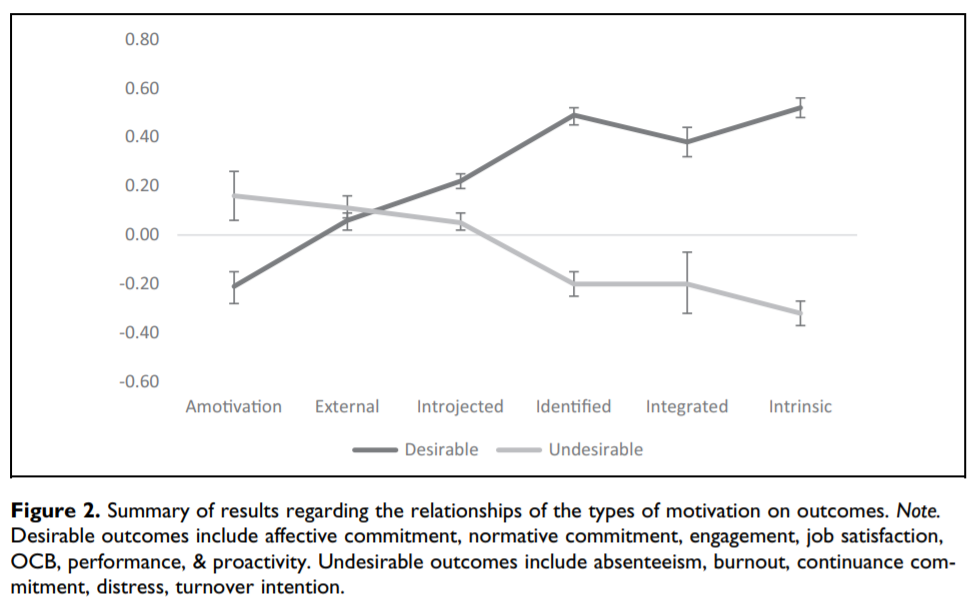 0.80
0.60
0.40
0.20
0.00
-0.20
-0.40
-0.60
Amotivation External Introjected Identified Integrated Intrinsic
Desirable Undesirable
Figure 2. Summary of results regarding the relationships of the types of motivation on outcomes. Note.
Desirable outcomes include affective commitment, normative commitment, engagement, job satisfaction,
OCB, performance, & proactivity. Undesirable outcomes include absenteeism, burnout, continuance com-
mitment, distress, turnover intention.